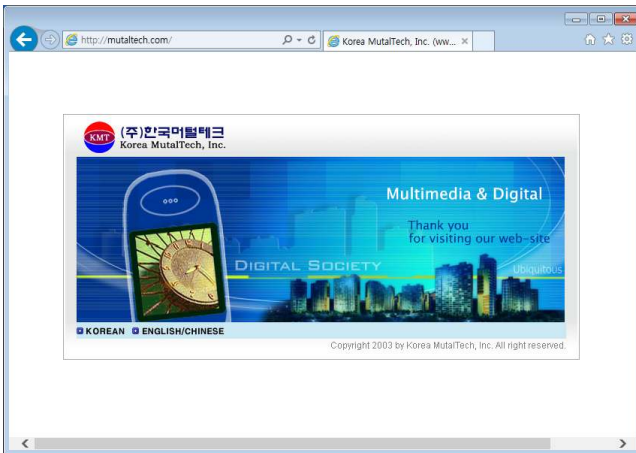 http://mutaltech.com/
Korea MutalTech, Inc. (ww...
KMT
(주)한국머털테크
Korea MutalTech, Inc.
Multimedia & Digital
Thank you
for visiting our web-site
DIGITAL SOCIETY
Ubiquitous
KOREAN ENGLISH/CHINESE
Copyright 2003 by Korea MutalTech, Inc. All right reserved.